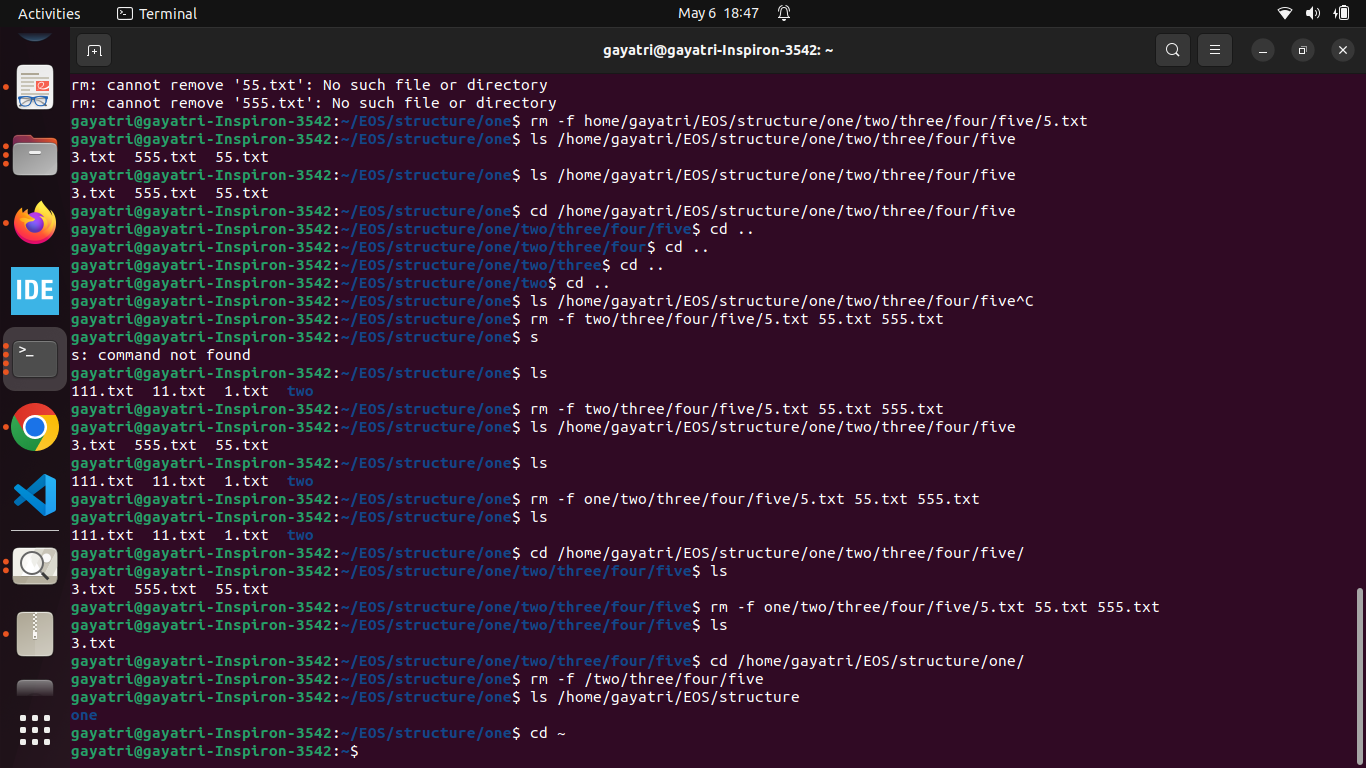 Activities Terminal May 6 18:47
gayatri@gayatri-Inspiron-3542: ~
rm: cannot remove '55.txt': No such file or directory
rm: cannot remove '555.txt': No such file or directory
gayatri@gayatri-Inspiron-3542:~/EOS/structure/one$ rm -f home/gayatri/EOS/structure/one/two/three/four/five/5.txt
gayatri@gayatri-Inspiron-3542:~/EOS/structure/one$ ls /home/gayatri/EOS/structure/one/two/three/four/five
3.txt  555.txt  55.txt
gayatri@gayatri-Inspiron-3542:~/EOS/structure/one$ ls /home/gayatri/EOS/structure/one/two/three/four/five
3.txt  555.txt  55.txt
gayatri@gayatri-Inspiron-3542:~/EOS/structure/one$ cd /home/gayatri/EOS/structure/one/two/three/four/five
gayatri@gayatri-Inspiron-3542:~/EOS/structure/one/two/three/four/five$ cd ..
gayatri@gayatri-Inspiron-3542:~/EOS/structure/one/two/three/four$ cd ..
gayatri@gayatri-Inspiron-3542:~/EOS/structure/one/two/three$ cd ..
gayatri@gayatri-Inspiron-3542:~/EOS/structure/one/two$ cd ..
gayatri@gayatri-Inspiron-3542:~/EOS/structure/one$ ls /home/gayatri/EOS/structure/one/two/three/four/five^C
gayatri@gayatri-Inspiron-3542:~/EOS/structure/one$ rm -f two/three/four/five/5.txt 55.txt 555.txt
gayatri@gayatri-Inspiron-3542:~/EOS/structure/one$ s
s: command not found
gayatri@gayatri-Inspiron-3542:~/EOS/structure/one$ ls
111.txt  11.txt  1.txt  two
gayatri@gayatri-Inspiron-3542:~/EOS/structure/one$ rm -f two/three/four/five/5.txt 55.txt 555.txt
gayatri@gayatri-Inspiron-3542:~/EOS/structure/one$ ls /home/gayatri/EOS/structure/one/two/three/four/five
3.txt  555.txt  55.txt
gayatri@gayatri-Inspiron-3542:~/EOS/structure/one$ ls
111.txt  11.txt  1.txt  two
gayatri@gayatri-Inspiron-3542:~/EOS/structure/one$ rm -f one/two/three/four/five/5.txt 55.txt 555.txt
gayatri@gayatri-Inspiron-3542:~/EOS/structure/one$ ls
111.txt  11.txt  1.txt  two
gayatri@gayatri-Inspiron-3542:~/EOS/structure/one$ cd /home/gayatri/EOS/structure/one/two/three/four/five/
gayatri@gayatri-Inspiron-3542:~/EOS/structure/one/two/three/four/five$ ls
3.txt  555.txt  55.txt
gayatri@gayatri-Inspiron-3542:~/EOS/structure/one/two/three/four/five$ rm -f one/two/three/four/five/5.txt 55.txt 555.txt
gayatri@gayatri-Inspiron-3542:~/EOS/structure/one/two/three/four/five$ ls
3.txt
gayatri@gayatri-Inspiron-3542:~/EOS/structure/one/two/three/four/five$ cd /home/gayatri/EOS/structure/one/
gayatri@gayatri-Inspiron-3542:~/EOS/structure/one$ rm -f /two/three/four/five
gayatri@gayatri-Inspiron-3542:~/EOS/structure/one$ ls /home/gayatri/EOS/structure
one
gayatri@gayatri-Inspiron-3542:~/EOS/structure/one$ cd ~
gayatri@gayatri-Inspiron-3542:~$
IDE